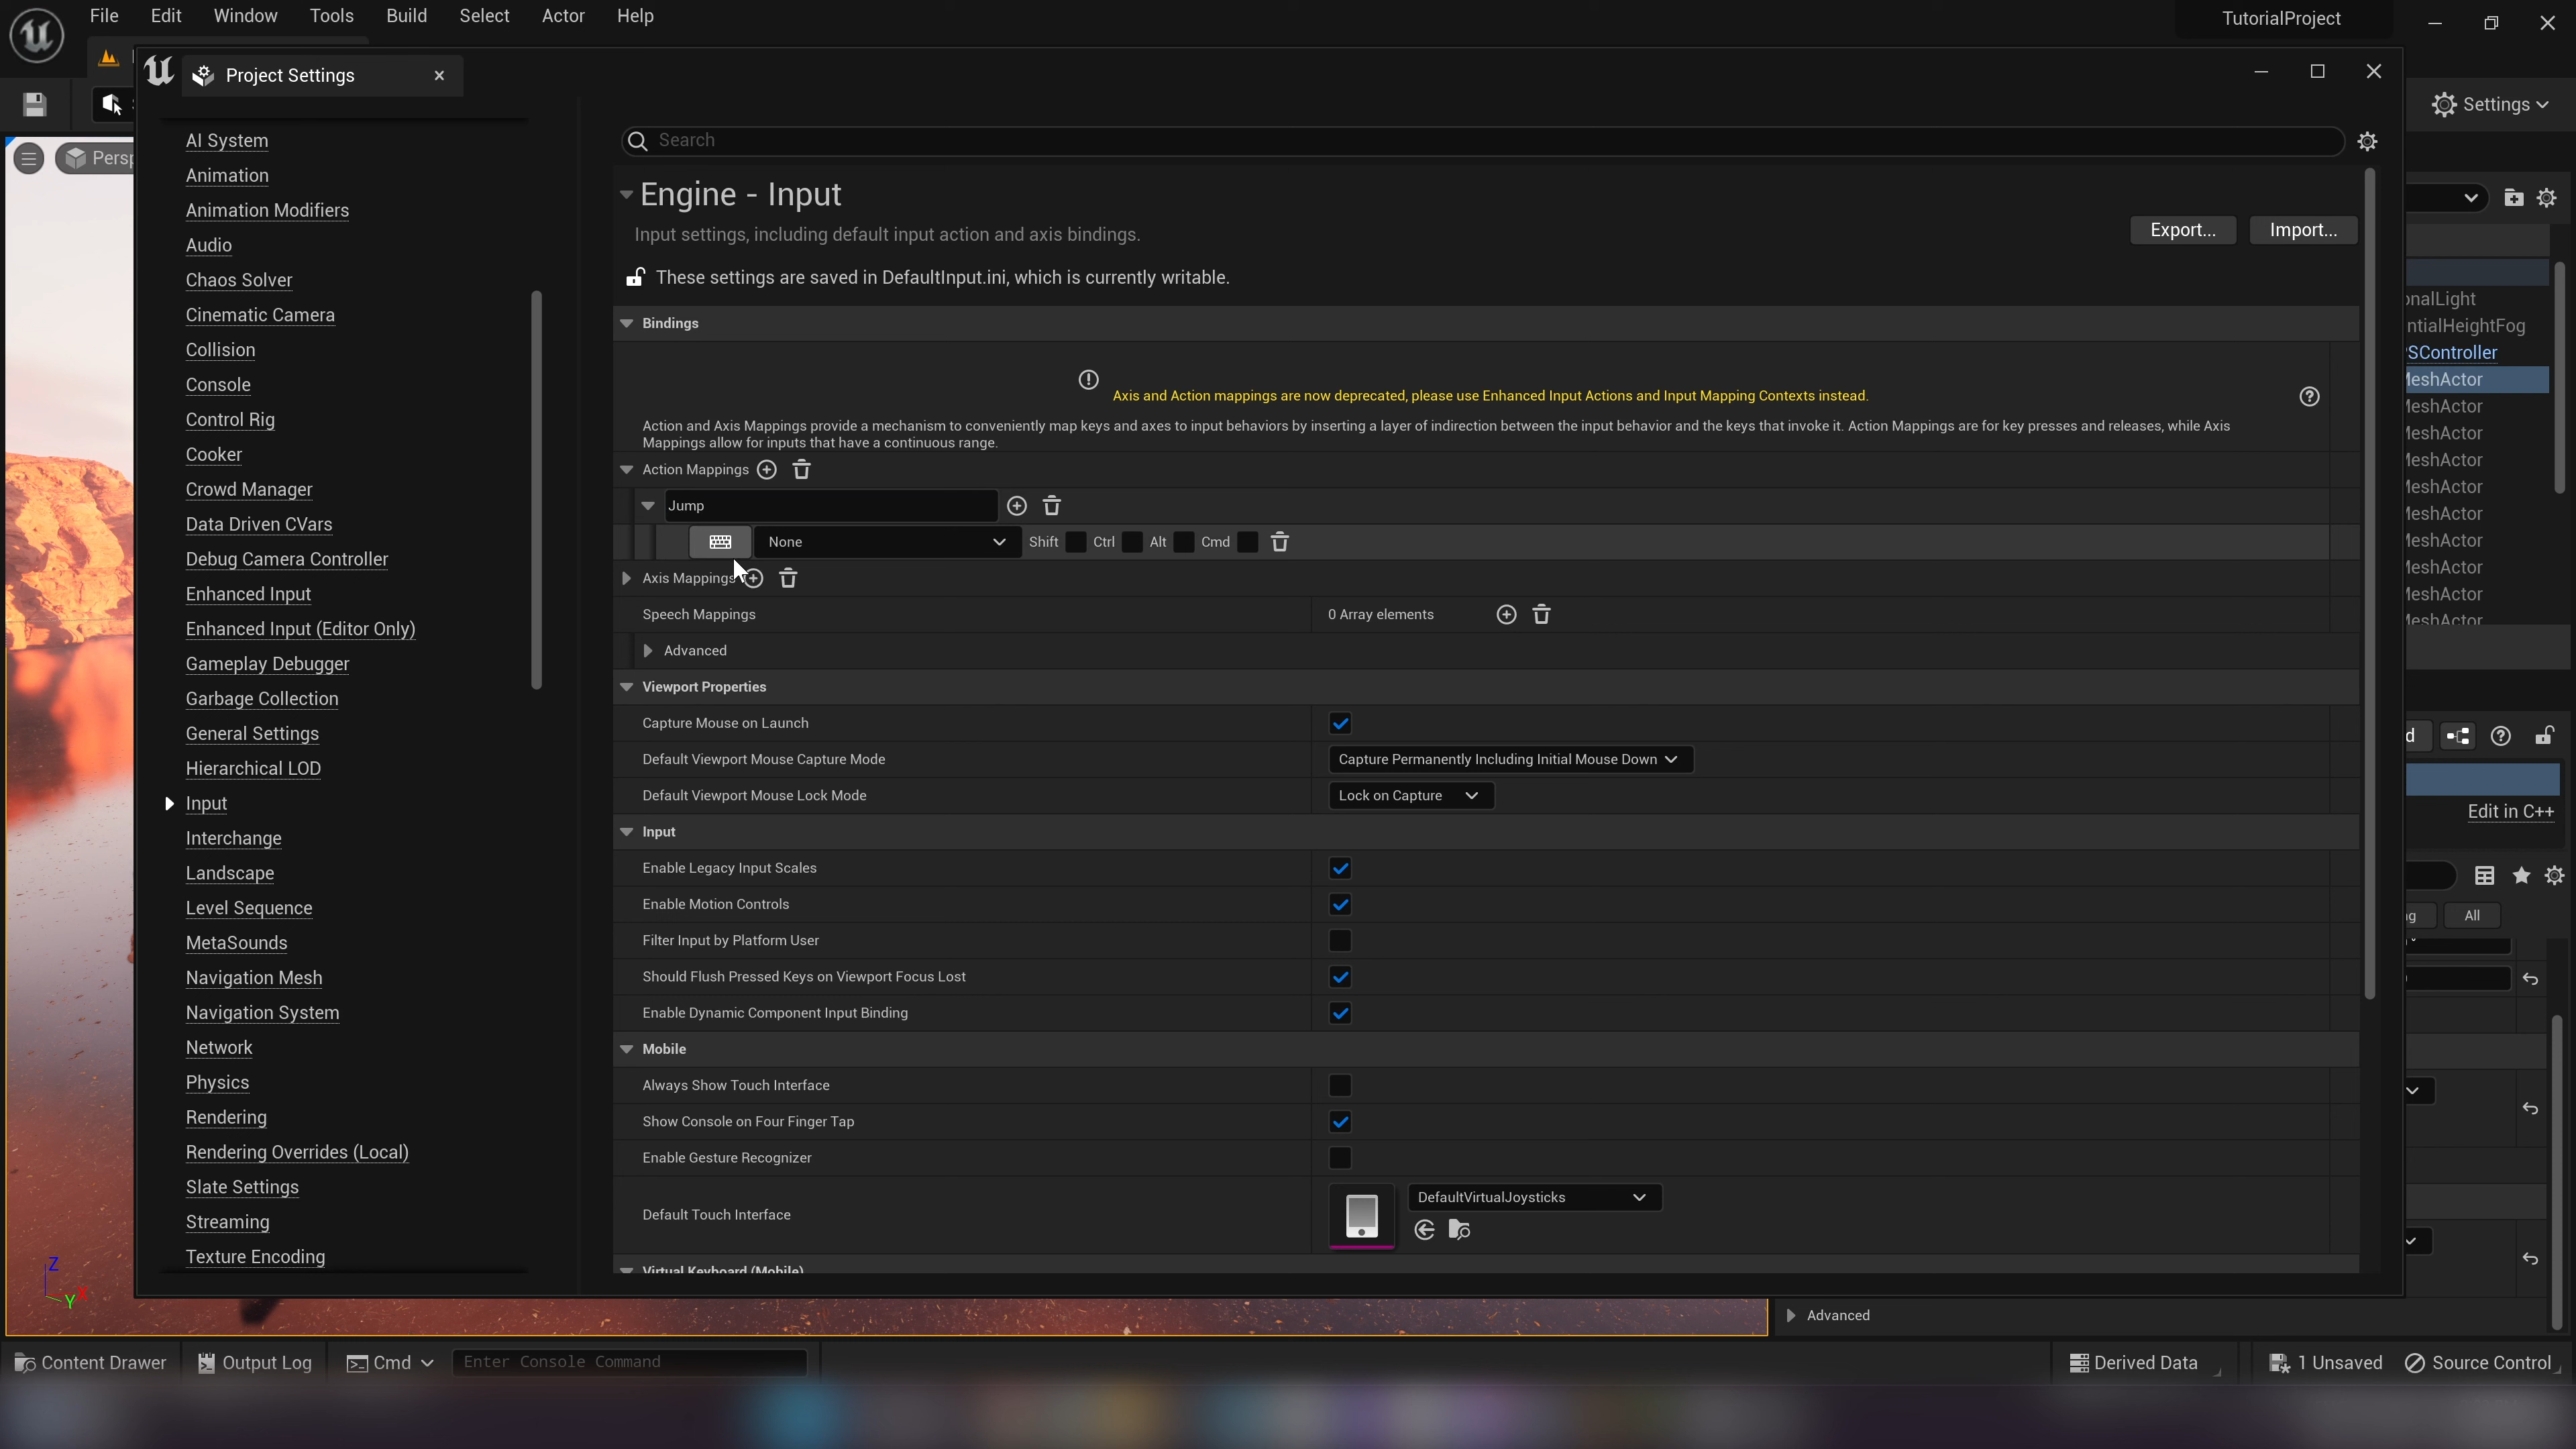 File Edit Window Tools Build Select Actor Help
TutorialProject
Project Settings
Settings
Search
Engine - Input
Input settings, including default input action and axis bindings.
Export... Import...
These settings are saved in DefaultInput.ini, which is currently writable.
Bindings
Axis and Action mappings are now deprecated, please use Enhanced Input Actions and Input Mapping Contexts instead.
Action and Axis Mappings provide a mechanism to conveniently map keys and axes to input behaviors by inserting a layer of indirection between the input behavior and the keys that invoke it. Action Mappings are for key presses and releases, while Axis
Mappings allow for inputs that have a continuous range.
Action Mappings
Jump
None Shift Ctrl Alt Cmd
Axis Mappings
Speech Mappings 0 Array elements
Advanced
Viewport Properties
Capture Mouse on Launch
Default Viewport Mouse Capture Mode Capture Permanently Including Initial Mouse Down
Default Viewport Mouse Lock Mode Lock on Capture
Input
Enable Legacy Input Scales
Enable Motion Controls
Filter Input by Platform User
Should Flush Pressed Keys on Viewport Focus Lost
Enable Dynamic Component Input Binding
Mobile
Always Show Touch Interface
Show Console on Four Finger Tap
Enable Gesture Recognizer
Default Touch Interface DefaultVirtualJoysticks
Virtual Keyboard (Mobile)
AI System
Animation
Animation Modifiers
Audio
Chaos Solver
Cinematic Camera
Collision
Console
Control Rig
Cooker
Crowd Manager
Data Driven CVars
Debug Camera Controller
Enhanced Input
Enhanced Input (Editor Only)
Gameplay Debugger
Garbage Collection
General Settings
Hierarchical LOD
Input
Interchange
Landscape
Level Sequence
MetaSounds
Navigation Mesh
Navigation System
Network
Physics
Rendering
Rendering Overrides (Local)
Slate Settings
Streaming
Texture Encoding
Persp
onalLight
ntialHeightFog
SController
MeshActor
MeshActor
MeshActor
MeshActor
MeshActor
MeshActor
MeshActor
MeshActor
MeshActor
MeshActor
d
Edit in C++
g All
Z
Y
Advanced
Content Drawer Output Log Cmd Enter Console Command Derived Data 1 Unsaved Source Control